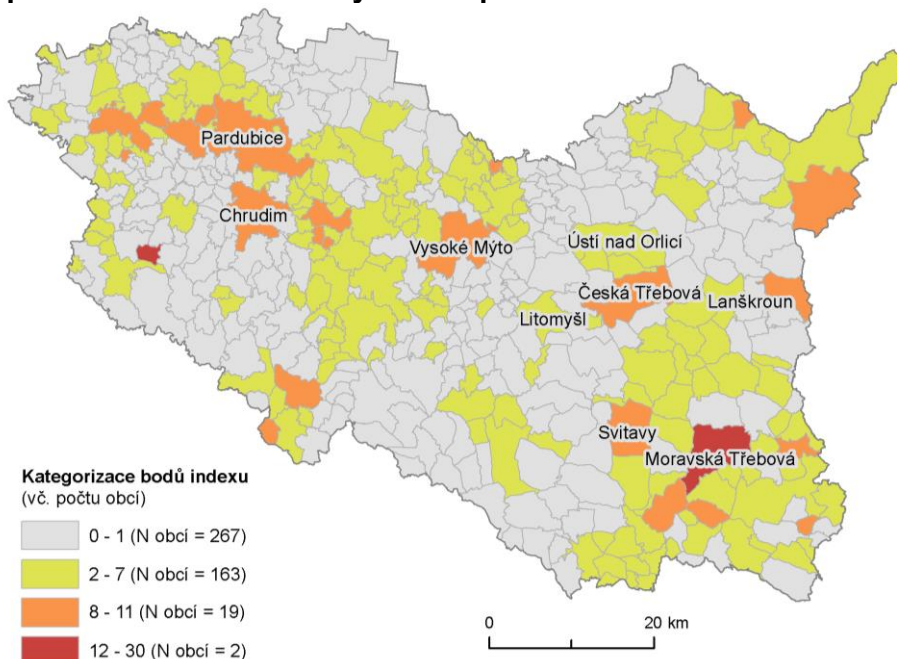 Pardubice
Chrudim
Vysoké Mýto
Ústí nad Orlicí
Česká Třebová
Lanškroun
Litomyšl
Svitavy
Moravská Třebová
Kategorizace bodů indexu
(vč. počtu obcí)
0 - 1 (N obcí = 267)
2 - 7 (N obcí = 163)
8 - 11 (N obcí = 19)
12 - 30 (N obcí = 2)
0 20 km